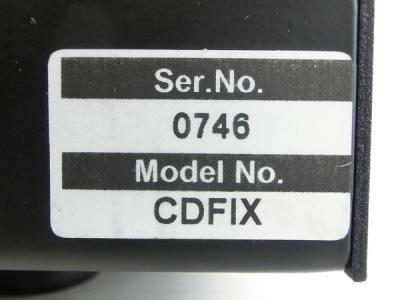 Ser.No.
0746
Model No.
CDFIX